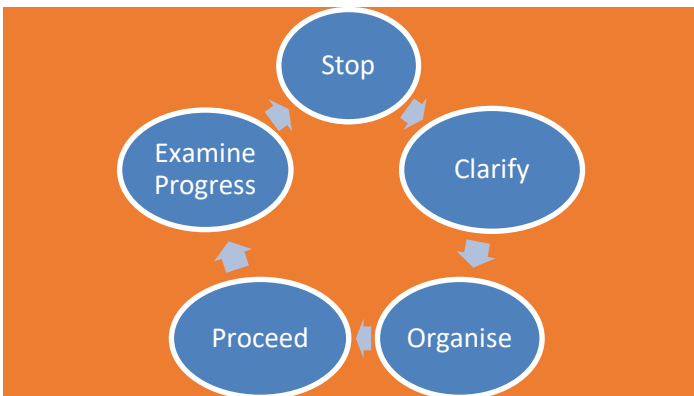 Stop
Clarify
Organise
Proceed
Examine
Progress